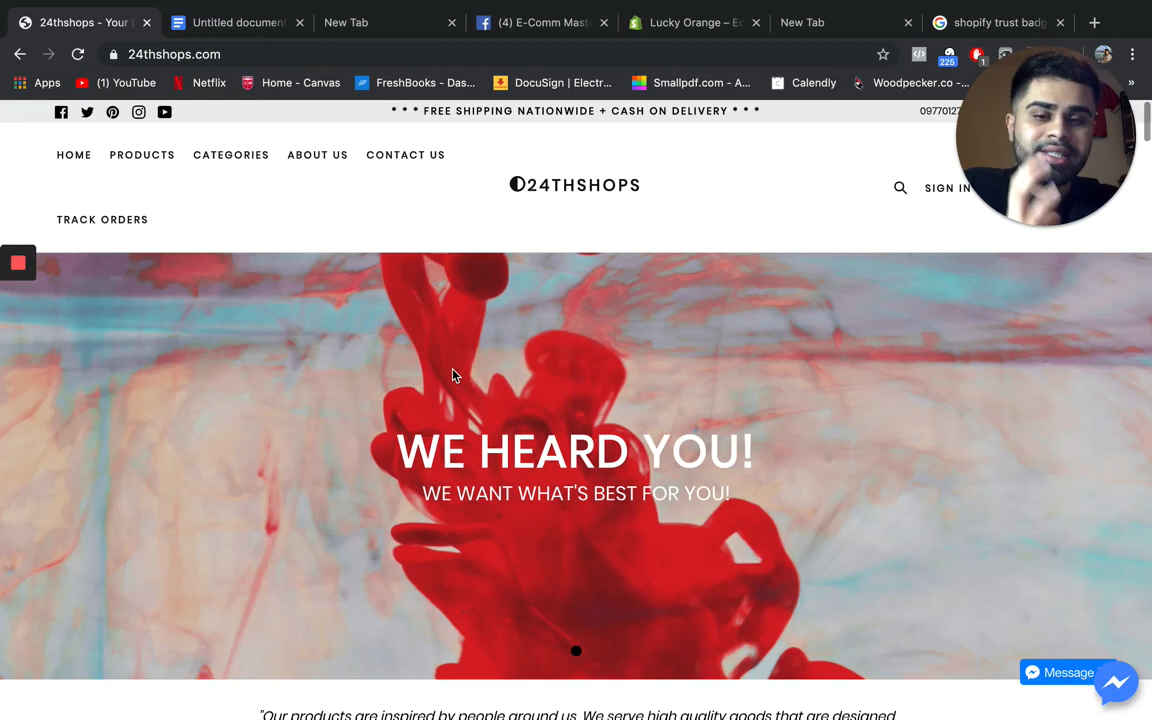 24thshops - Your
Untitled document
New Tab
(4) E-Comm Mast
Lucky Orange – Ec
New Tab
shopify trust badg
24thshops.com
225
1
Apps
(1) YouTube
Netflix
Home - Canvas
FreshBooks - Das...
DocuSign | Electr...
Smallpdf.com - A...
Calendly
Woodpecker.co -...
»
* * * FREE SHIPPING NATIONWIDE + CASH ON DELIVERY * * *
0977012
HOME
PRODUCTS
CATEGORIES
ABOUT US
CONTACT US
24THSHOPS
SIGN IN
TRACK ORDERS
WE HEARD YOU!
WE WANT WHAT'S BEST FOR YOU!
Message
"Our products are inspired by people around us. We serve high quality goods that are designed